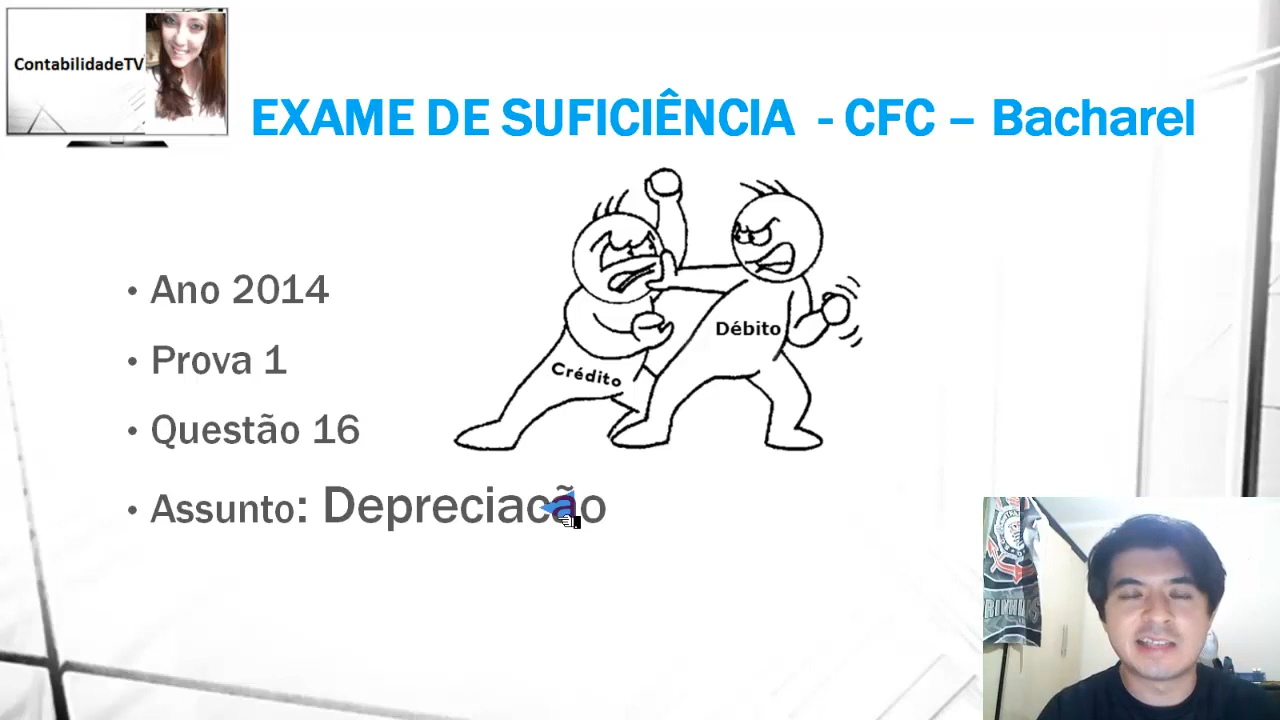 ContabilidadeTV
EXAME DE SUFICIÊNCIA - CFC – Bacharel
• Ano 2014
• Prova 1
• Questão 16
• Assunto: Depreciação
Crédito
Débito